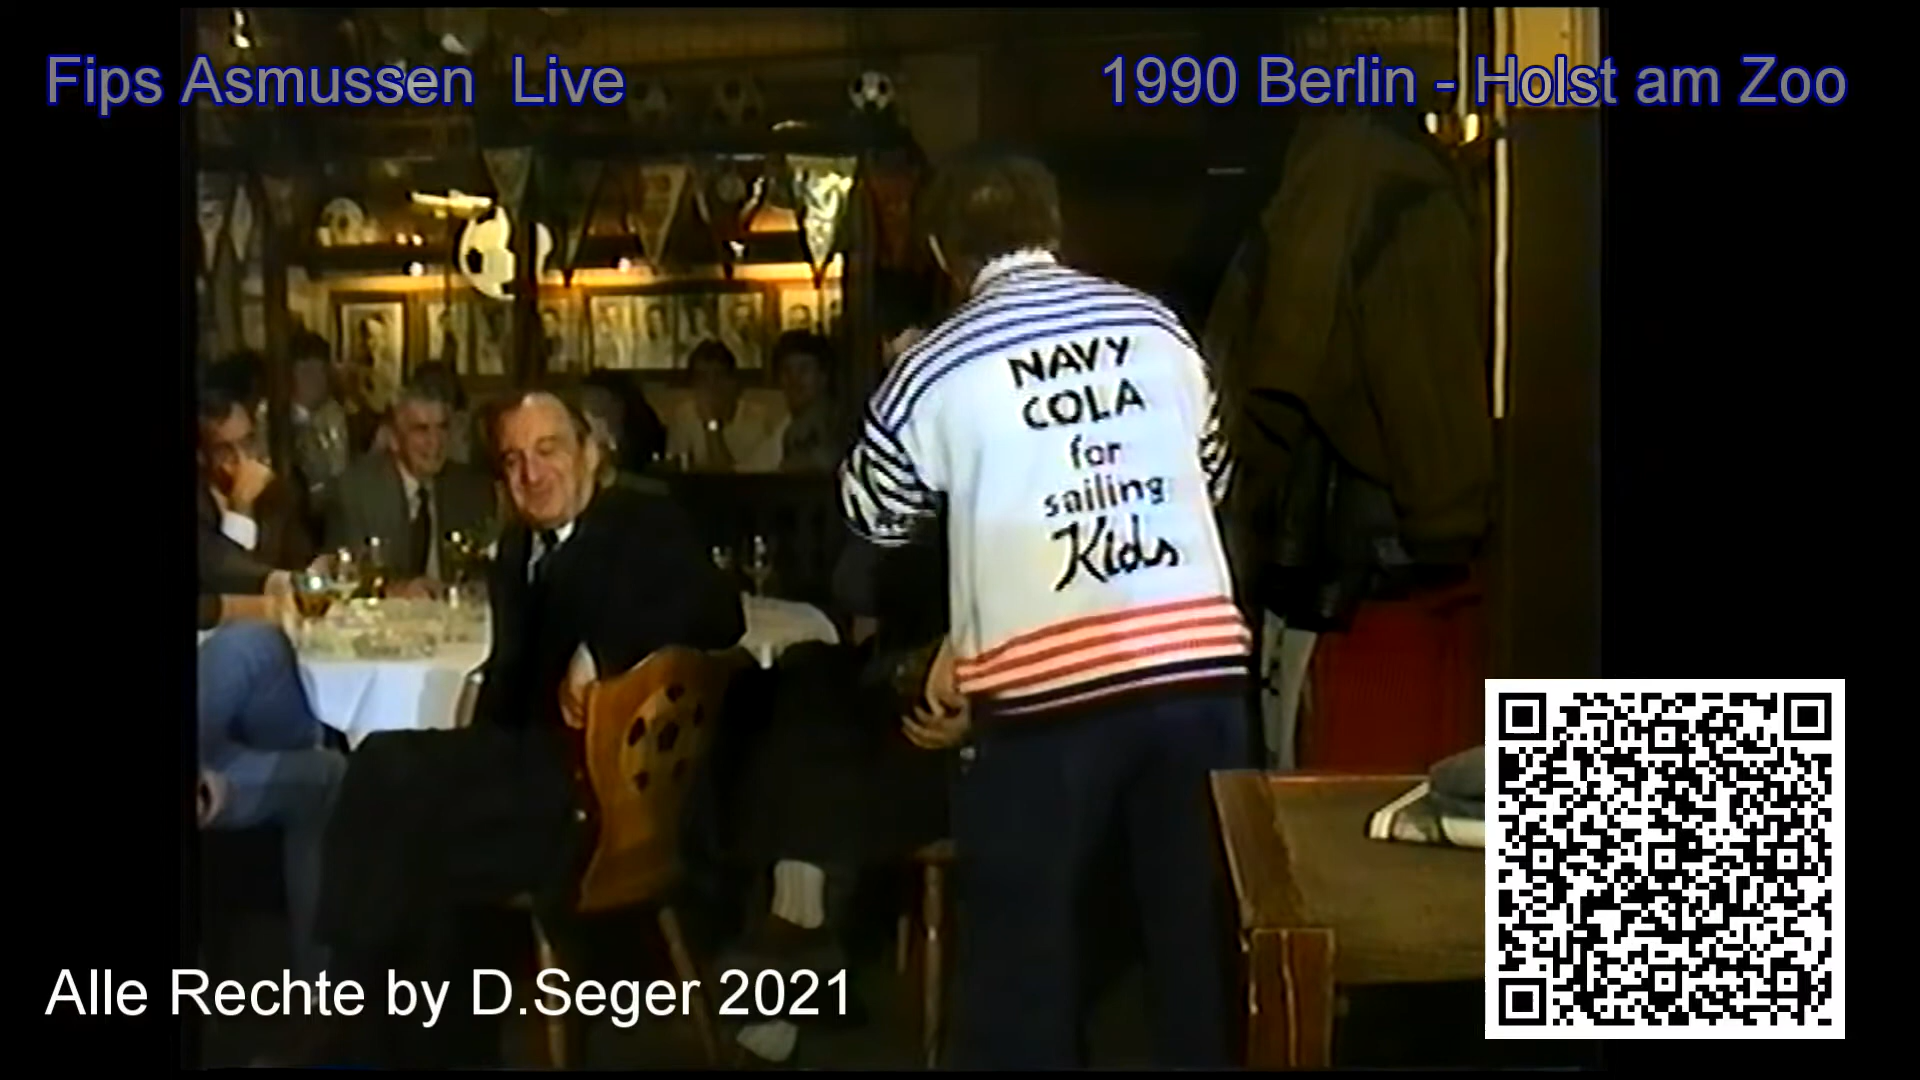 Fips Asmussen Live
1990 Berlin - Holst am Zoo
NAVY
COLA
for
sailing
Kids
Alle Rechte by D.Seger 2021